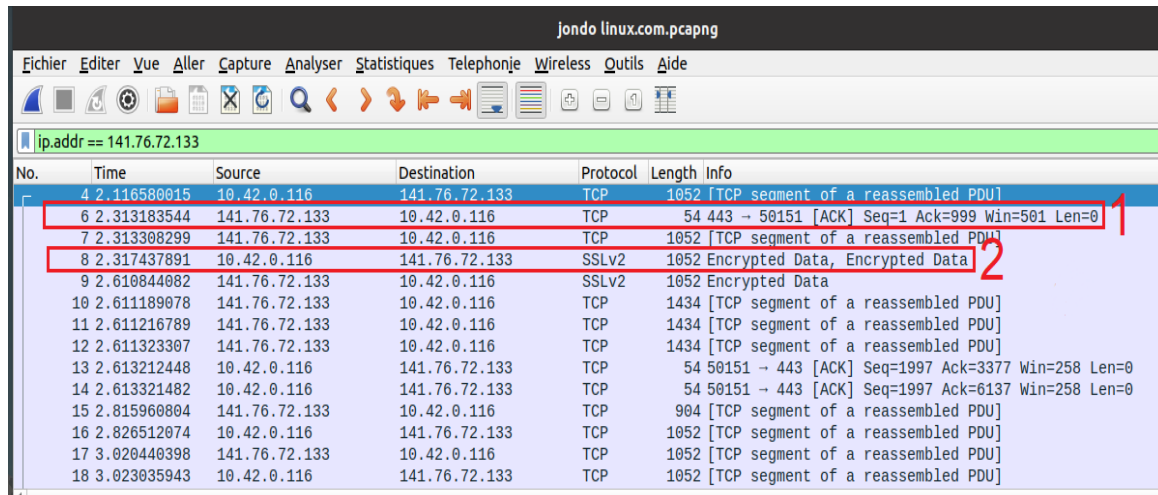 jondo linux.com.pcapng
Fichier Editer Vue Aller Capture Analyser Statistiques Telephonie Wireless Outils Aide
ip.addr == 141.76.72.133
No. Time Source Destination Protocol Length Info
4 2.116580015 10.42.0.116 141.76.72.133 TCP 1052 [TCP segment of a reassembled PDU]
6 2.313183544 141.76.72.133 10.42.0.116 TCP 54 443 → 50151 [ACK] Seq=1 Ack=999 Win=501 Len=0 1
7 2.313308299 141.76.72.133 10.42.0.116 TCP 1052 [TCP segment of a reassembled PDU]
8 2.317437891 10.42.0.116 141.76.72.133 SSLv2 1052 Encrypted Data, Encrypted Data 2
9 2.610844082 141.76.72.133 10.42.0.116 SSLv2 1052 Encrypted Data
10 2.611189078 141.76.72.133 10.42.0.116 TCP 1434 [TCP segment of a reassembled PDU]
11 2.611216789 141.76.72.133 10.42.0.116 TCP 1434 [TCP segment of a reassembled PDU]
12 2.611323307 141.76.72.133 10.42.0.116 TCP 1434 [TCP segment of a reassembled PDU]
13 2.613212448 10.42.0.116 141.76.72.133 TCP 54 50151 → 443 [ACK] Seq=1997 Ack=3377 Win=258 Len=0
14 2.613321482 10.42.0.116 141.76.72.133 TCP 54 50151 → 443 [ACK] Seq=1997 Ack=6137 Win=258 Len=0
15 2.815960804 141.76.72.133 10.42.0.116 TCP 904 [TCP segment of a reassembled PDU]
16 2.826512074 10.42.0.116 141.76.72.133 TCP 1052 [TCP segment of a reassembled PDU]
17 3.020440398 141.76.72.133 10.42.0.116 TCP 1052 [TCP segment of a reassembled PDU]
18 3.023035943 10.42.0.116 141.76.72.133 TCP 1052 [TCP segment of a reassembled PDU]